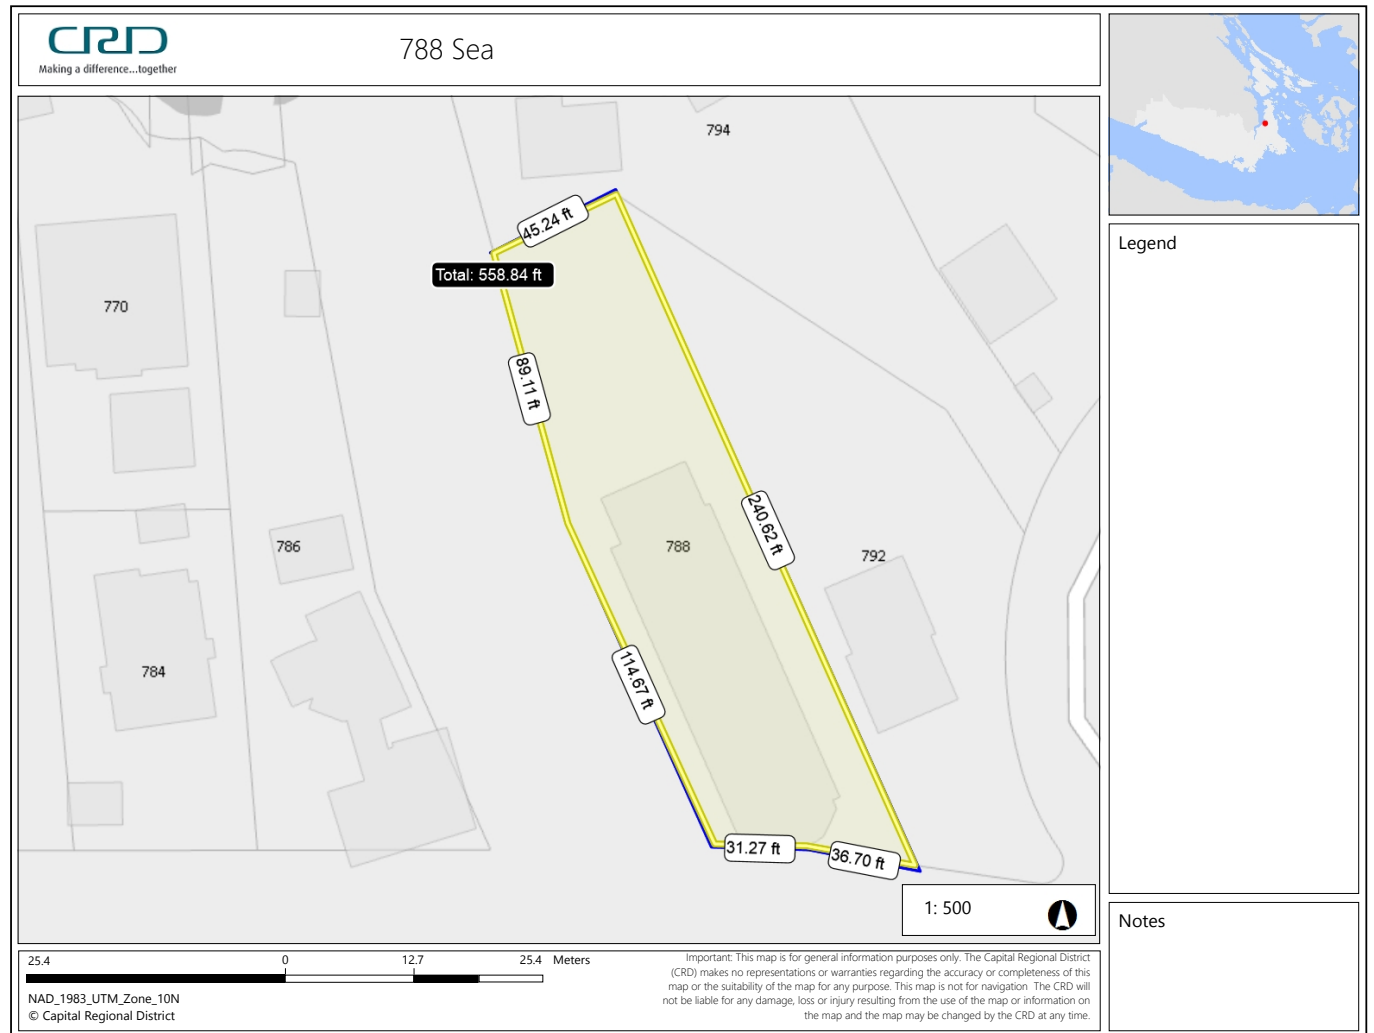 CRD
Making a difference...together
788 Sea
794
45.24 ft
Total: 558.84 ft
770
89.11 ft
240.62 ft
786
788
792
784
114.67 ft
31.27 ft
36.70 ft
1: 500
Legend
Notes
25.4 0 12.7 25.4 Meters
NAD_1983_UTM_Zone_10N
© Capital Regional District
Important: This map is for general information purposes only. The Capital Regional District
(CRD) makes no representations or warranties regarding the accuracy or completeness of this
map or the suitability of the map for any purpose. This map is not for navigation The CRD will
not be liable for any damage, loss or injury resulting from the use of the map or information on
the map and the map may be changed by the CRD at any time.